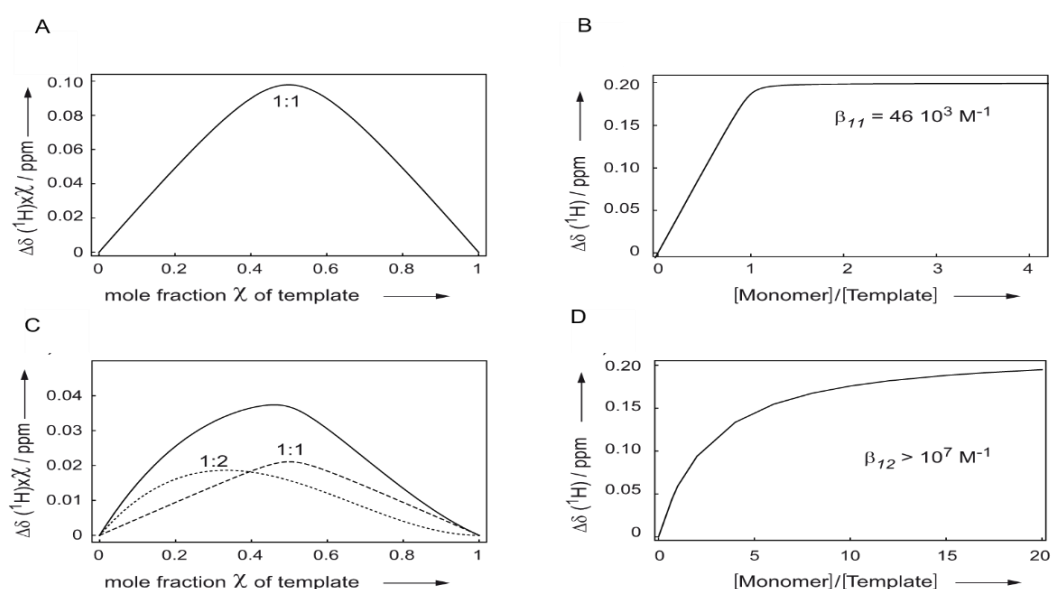 A
Δδ (¹H)xχ / ppm
0.10
0.08
0.06
0.04
0.02
0
1:1
0 0.2 0.4 0.6 0.8 1
mole fraction χ of template
B
Δδ (¹H) / ppm
0.20
0.15
0.10
0.05
0
β₁₁ = 46 10³ M⁻¹
0 1 2 3 4
[Monomer]/[Template]
C
Δδ (¹H)xχ / ppm
0.04
0.03
0.02
0.01
0
1:2 1:1
0 0.2 0.4 0.6 0.8 1
mole fraction χ of template
D
Δδ (¹H) / ppm
0.20
0.15
0.10
0.05
0
β₁₂ > 10⁷ M⁻¹
0 5 10 15 20
[Monomer]/[Template]